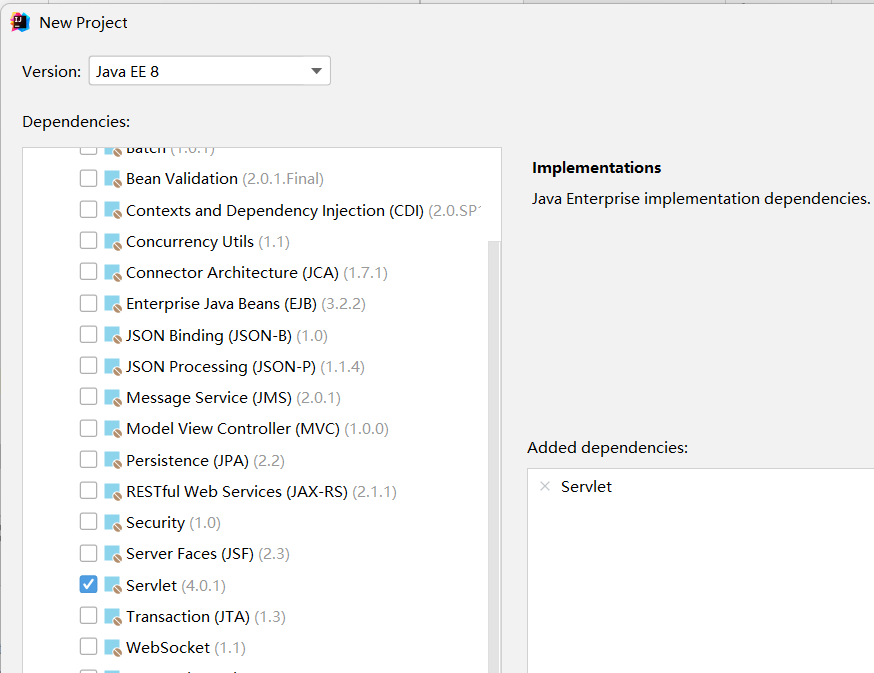 New Project
Version: Java EE 8
Dependencies:
Batch (1.0.1)
Bean Validation (2.0.1.Final)
Contexts and Dependency Injection (CDI) (2.0.SP
Concurrency Utils (1.1)
Connector Architecture (JCA) (1.7.1)
Enterprise Java Beans (EJB) (3.2.2)
JSON Binding (JSON-B) (1.0)
JSON Processing (JSON-P) (1.1.4)
Message Service (JMS) (2.0.1)
Model View Controller (MVC) (1.0.0)
Persistence (JPA) (2.2)
RESTful Web Services (JAX-RS) (2.1.1)
Security (1.0)
Server Faces (JSF) (2.3)
Servlet (4.0.1)
Transaction (JTA) (1.3)
WebSocket (1.1)
Implementations
Java Enterprise implementation dependencies.
Added dependencies:
Servlet